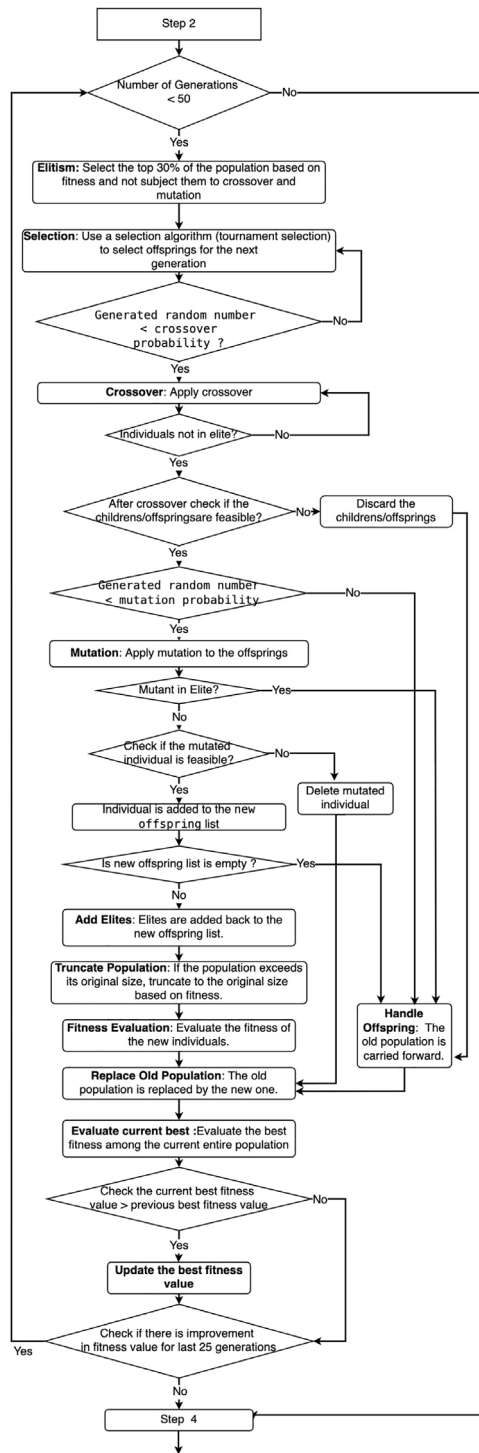 Step 2
Number of Generations
< 50
No
Yes
Elitism: Select the top 30% of the population based on
fitness and not subject them to crossover and
mutation
Selection: Use a selection algorithm (tournament selection)
to select offsprings for the next
generation
Generated random number
< crossover
probability ?
No
Yes
Crossover: Apply crossover
Individuals not in elite?
No
Yes
After crossover check if the
childrens/offspringsare feasible?
No
Discard the
childrens/offsprings
Yes
Generated random number
< mutation probability
No
Yes
Mutation: Apply mutation to the offsprings
Mutant in Elite?
Yes
No
Check if the mutated
individual is feasible?
No
Delete mutated
individual
Yes
Individual is added to the new
offspring list
Is new offspring list is empty ?
Yes
No
Add Elites: Elites are added back to the
new offspring list.
Truncate Population: If the population exceeds
its original size, truncate to the original size
based on fitness.
Handle
Offspring: The
old population is
carried forward.
Fitness Evaluation: Evaluate the fitness of
the new individuals.
Replace Old Population: The old
population is replaced by the new one.
Evaluate current best :Evaluate the best
fitness among the current entire population
Check the current best fitness
value > previous best fitness value
No
Yes
Update the best fitness
value
Check if there is improvement
in fitness value for last 25 generations
Yes
No
Step 4